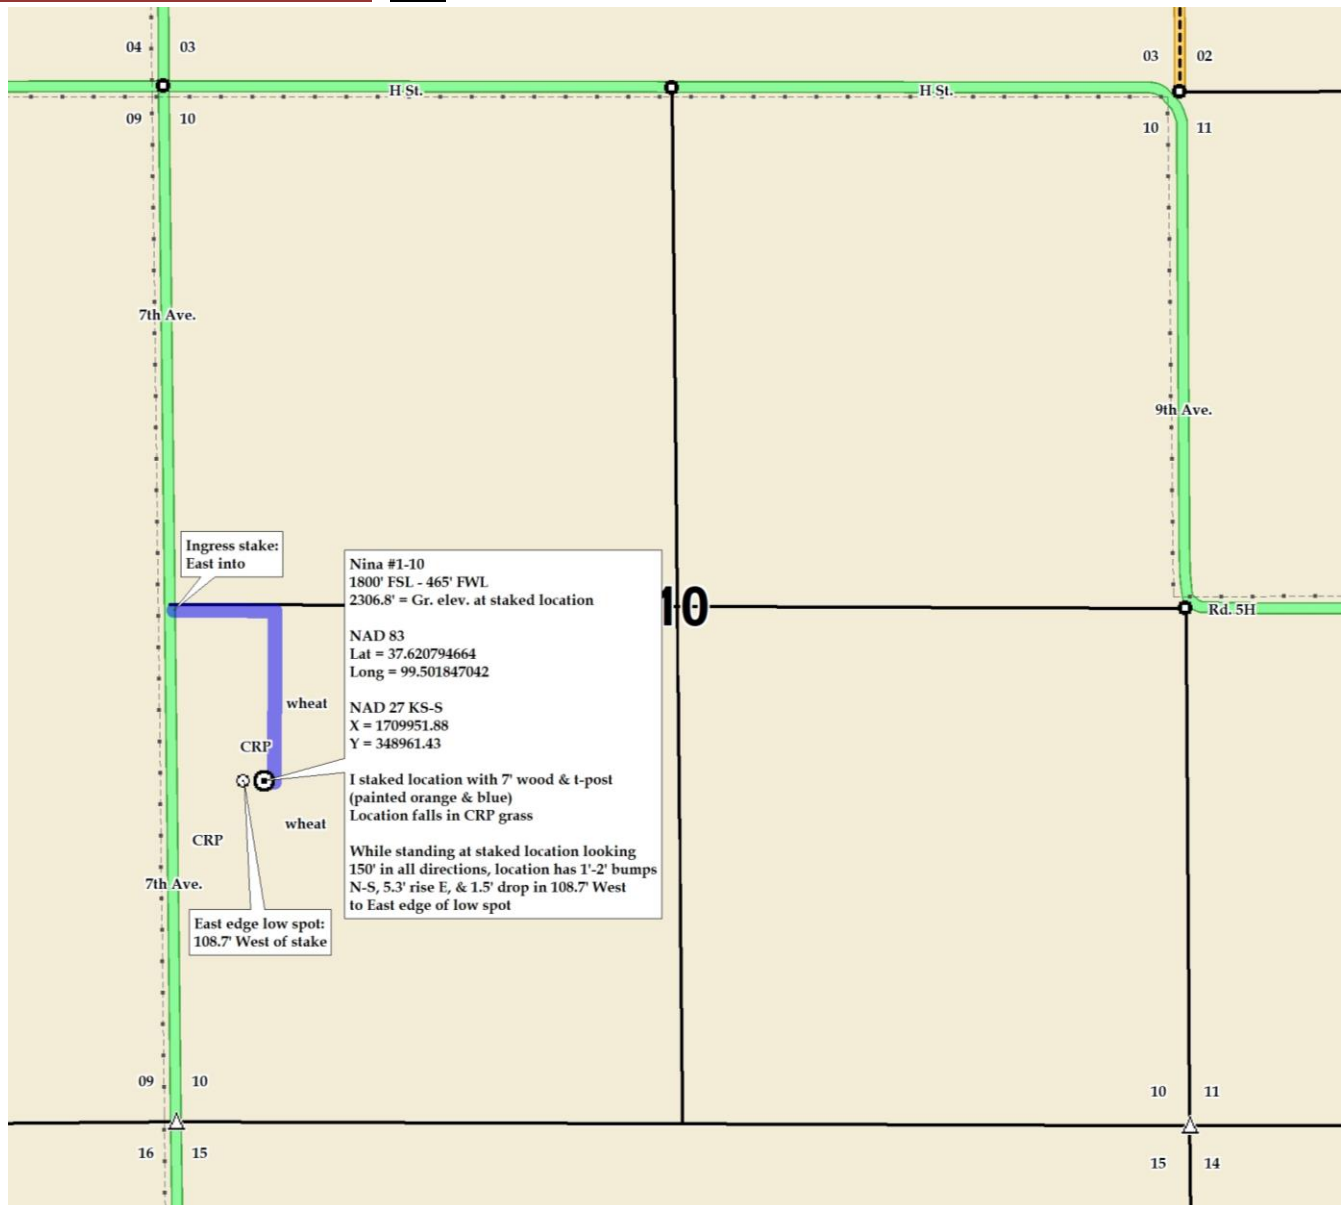 04 03
03 02
H St.
H St.
09 10
10 11
7th Ave.
9th Ave.
Ingress stake:
East into
Nina #1-10
1800' FSL - 465' FWL
2306.8' = Gr. elev. at staked location
NAD 83
Lat = 37.620794664
Long = 99.501847042
NAD 27 KS-S
X = 1709951.88
Y = 348961.43
I staked location with 7' wood & t-post
(painted orange & blue)
Location falls in CRP grass
While standing at staked location looking
150' in all directions, location has 1'-2' bumps
N-S, 5.3' rise E, & 1.5' drop in 108.7' West
to East edge of low spot
10
Rd. 5H
wheat
CRP
wheat
CRP
7th Ave.
East edge low spot:
108.7' West of stake
09 10
10 11
16 15
15 14